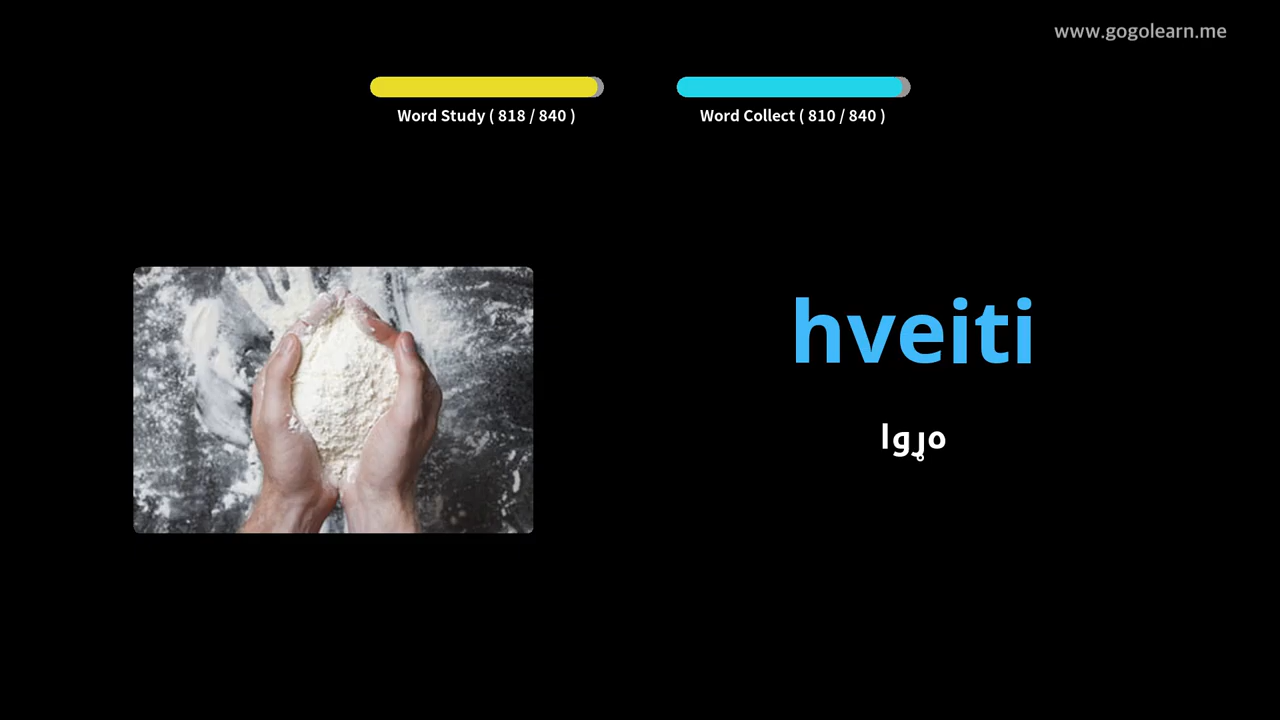 www.gogolearn.me
Word Study ( 818 / 840 )
Word Collect ( 810 / 840 )
hveiti
اوړه